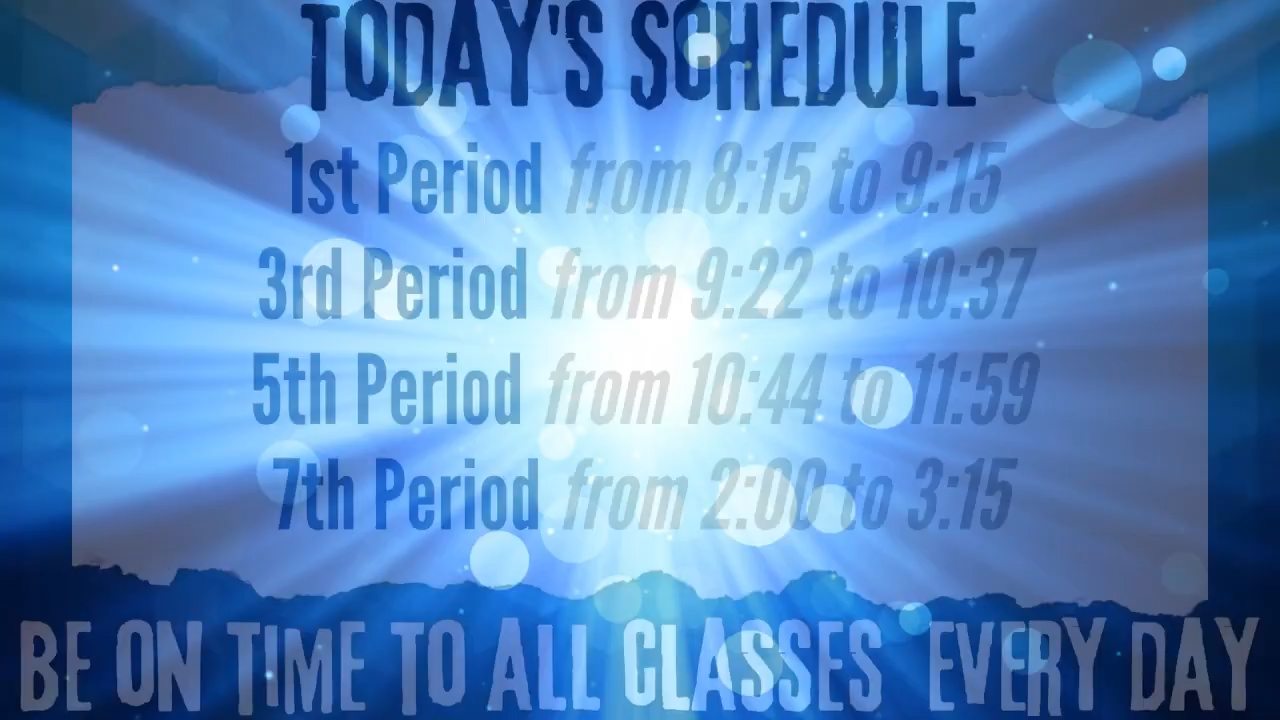 TODAY'S SCHEDULE
1st Period from 8:15 to 9:15
3rd Period from 9:22 to 10:37
5th Period from 10:44 to 11:59
7th Period from 2:00 to 3:15
BE ON TIME TO ALL CLASSES EVERY DAY